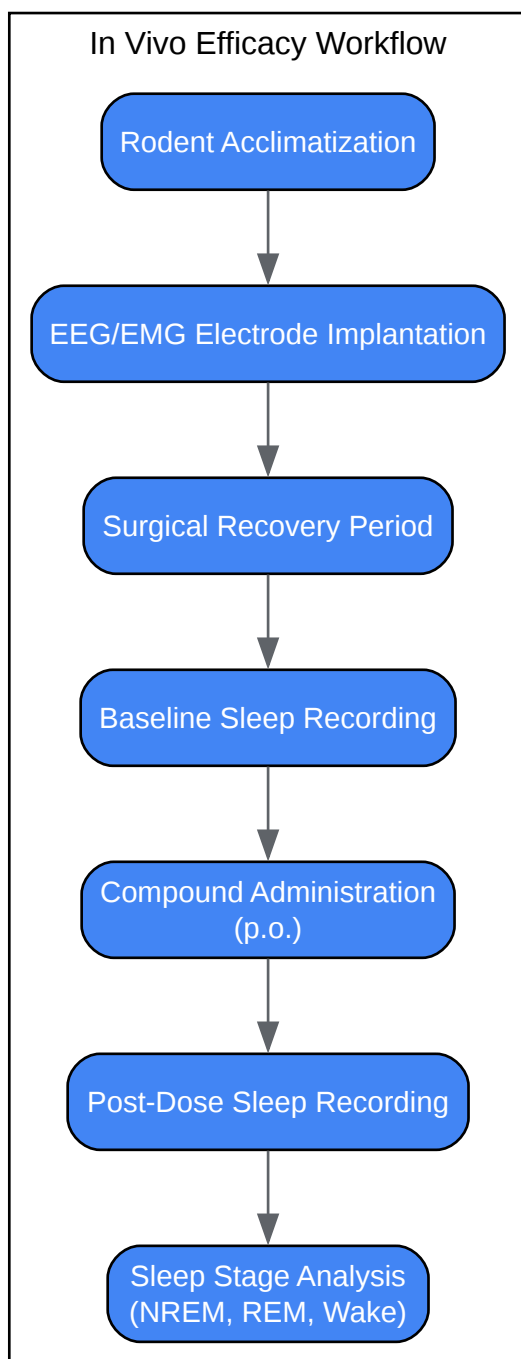 In Vivo Efficacy Workflow
Rodent Acclimatization
EEG/EMG Electrode Implantation
Surgical Recovery Period
Baseline Sleep Recording
Compound Administration
(p.o.)
Post-Dose Sleep Recording
Sleep Stage Analysis
(NREM, REM, Wake)